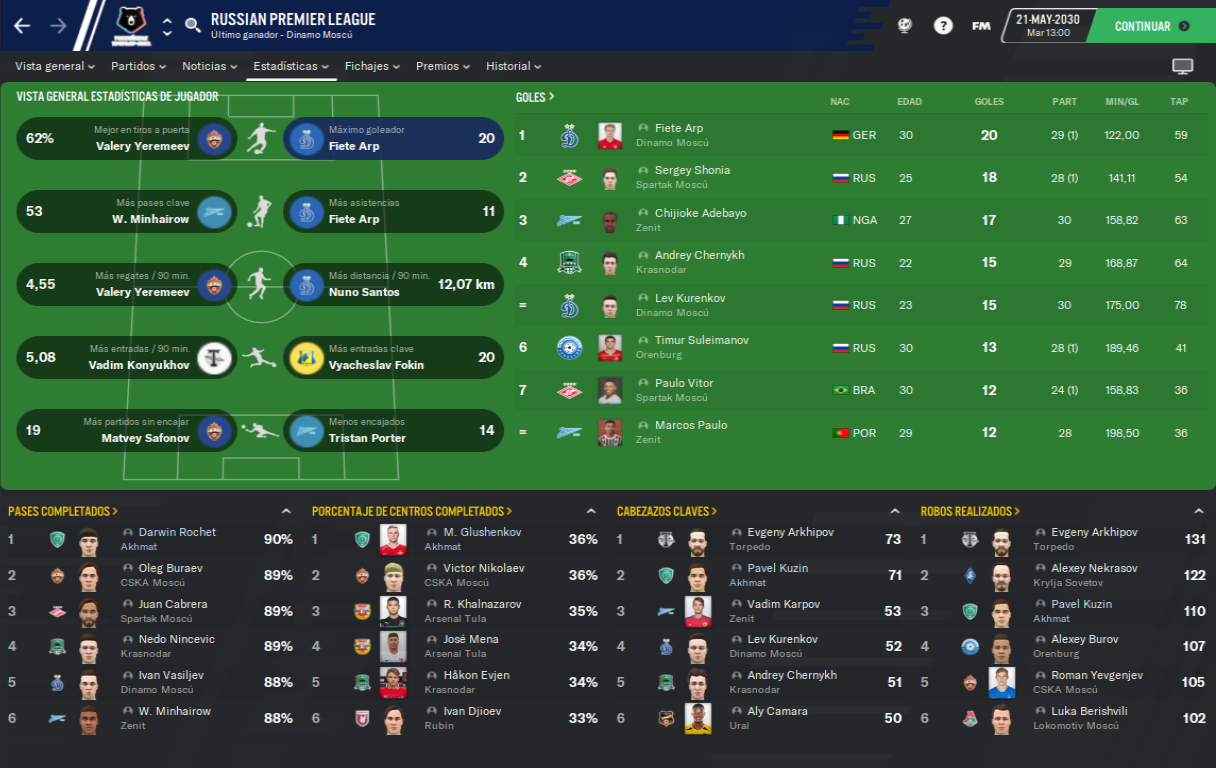 RUSSIAN PREMIER LEAGUE
Último ganador - Dinamo Moscú
?
FM
21-MAY-2030
Mar 13:00
CONTINUAR
Vista general Partidos Noticias Estadísticas Fichajes Premios Historial
VISTA GENERAL ESTADÍSTICAS DE JUGADOR
62% Mejor en tiros a puerta
Valery Yeremeev
Máximo goleador
Fiete Arp 20
53 Más pases clave
W. Minhairow
Más asistencias
Fiete Arp 11
4,55 Más regates / 90 min.
Valery Yeremeev
Más distancia / 90 min.
Nuno Santos 12,07 km
5,08 Más entradas / 90 min.
Vadim Konyukhov
Más entradas clave
Vyacheslav Fokin 20
19 Más partidos sin encajar
Matvey Safonov
Menos encajados
Tristan Porter 14
GOLES > NAC EDAD GOLES PART MIN/GL TAP
1 Fiete Arp GER 30 20 29 (1) 122,00 59
Dinamo Moscú
2 Sergey Shonia RUS 25 18 28 (1) 141,11 54
Spartak Moscú
3 Chijioke Adebayo NGA 27 17 30 158,82 63
Zenit
4 Andrey Chernykh RUS 22 15 29 168,87 64
Krasnodar
= Lev Kurenkov RUS 23 15 30 175,00 78
Dinamo Moscú
6 Timur Suleimanov RUS 30 13 28 (1) 189,46 41
Orenburg
7 Paulo Vitor BRA 30 12 24 (1) 158,83 36
Spartak Moscú
= Marcos Paulo POR 29 12 28 198,50 36
Zenit
PASES COMPLETADOS >
1 Darwin Rochet 90%
Akhmat
2 Oleg Buraev 89%
CSKA Moscú
3 Juan Cabrera 89%
Spartak Moscú
4 Nedo Nincevic 89%
Krasnodar
5 Ivan Vasiljev 88%
Dinamo Moscú
6 W. Minhairow 88%
Zenit
PORCENTAJE DE CENTROS COMPLETADOS >
1 M. Glushenkov 36%
Akhmat
2 Victor Nikolaev 36%
CSKA Moscú
3 R. Khalnazarov 35%
Arsenal Tula
4 José Mena 34%
Arsenal Tula
5 Håkon Evjen 34%
Krasnodar
6 Ivan Djioev 33%
Rubin
CABEZAZOS CLAVES >
1 Evgeny Arkhipov 73
Torpedo
2 Pavel Kuzin 71
Akhmat
3 Vadim Karpov 53
Zenit
4 Lev Kurenkov 52
Dinamo Moscú
5 Andrey Chernykh 51
Krasnodar
6 Aly Camara 50
Ural
ROBOS REALIZADOS >
1 Evgeny Arkhipov 131
Torpedo
2 Alexey Nekrasov 122
Krylja Sovetov
3 Pavel Kuzin 110
Akhmat
4 Alexey Burov 107
Orenburg
5 Roman Yevgenjev 105
CSKA Moscú
6 Luka Berishvili 102
Lokomotiv Moscú